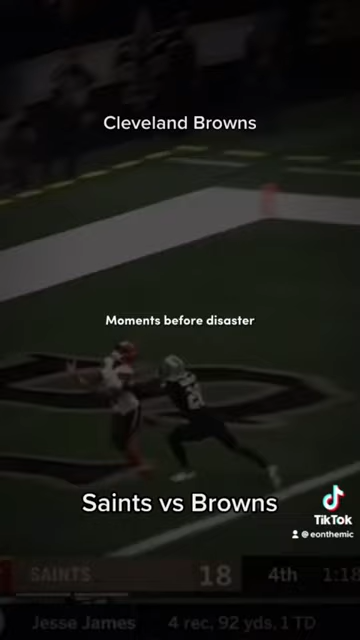 Cleveland Browns
Moments before disaster
Saints vs Browns
TikTok
@eonthemic
SAINTS 18 4th 1:18
Jesse James 4 rec, 92 yds, 1 TD